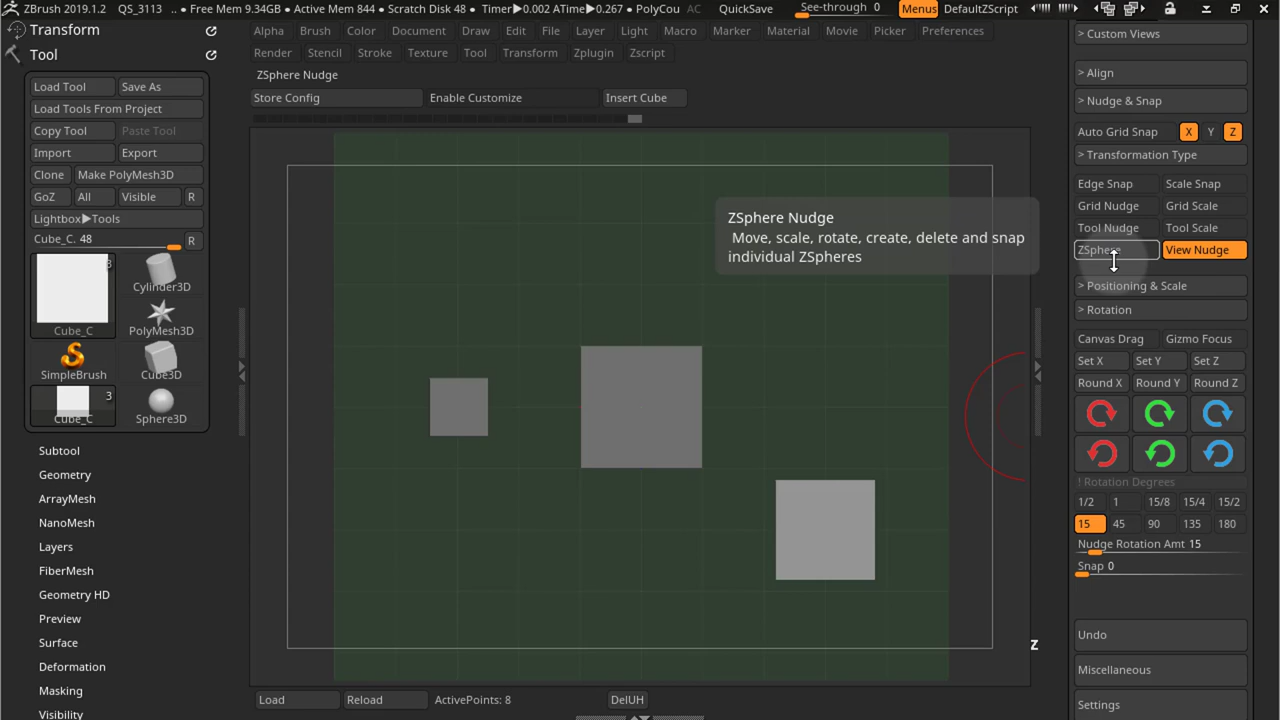 ZBrush 2019.1.2 QS_3113 .. • Free Mem 9.34GB • Active Mem 844 • Scratch Disk 48 • Timer▶0.002 ATime▶0.267 • PolyCou AC QuickSave See-through 0 Menus DefaultZScript
Transform
Tool
Alpha Brush Color Document Draw Edit File Layer Light Macro Marker Material Movie Picker Preferences
Render Stencil Stroke Texture Tool Transform Zplugin Zscript
ZSphere Nudge
Store Config Enable Customize Insert Cube
Load Tool Save As
Load Tools From Project
Copy Tool Paste Tool
Import Export
Clone Make PolyMesh3D
GoZ All Visible R
Lightbox▶Tools
Cube_C. 48 R
3
Cube_C
Cylinder3D
PolyMesh3D
SimpleBrush
Cube3D
3
Cube_C
Sphere3D
Subtool
Geometry
ArrayMesh
NanoMesh
Layers
FiberMesh
Geometry HD
Preview
Surface
Deformation
Masking
Visibility
ZSphere Nudge
Move, scale, rotate, create, delete and snap
individual ZSpheres
z
Load Reload ActivePoints: 8 DelUH
> Custom Views
> Align
> Nudge & Snap
Auto Grid Snap X Y Z
> Transformation Type
Edge Snap Scale Snap
Grid Nudge Grid Scale
Tool Nudge Tool Scale
ZSphere View Nudge
> Positioning & Scale
> Rotation
Canvas Drag Gizmo Focus
Set X Set Y Set Z
Round X Round Y Round Z
! Rotation Degrees
1/2 1 15/8 15/4 15/2
15 45 90 135 180
Nudge Rotation Amt 15
Snap 0
Undo
Miscellaneous
Settings